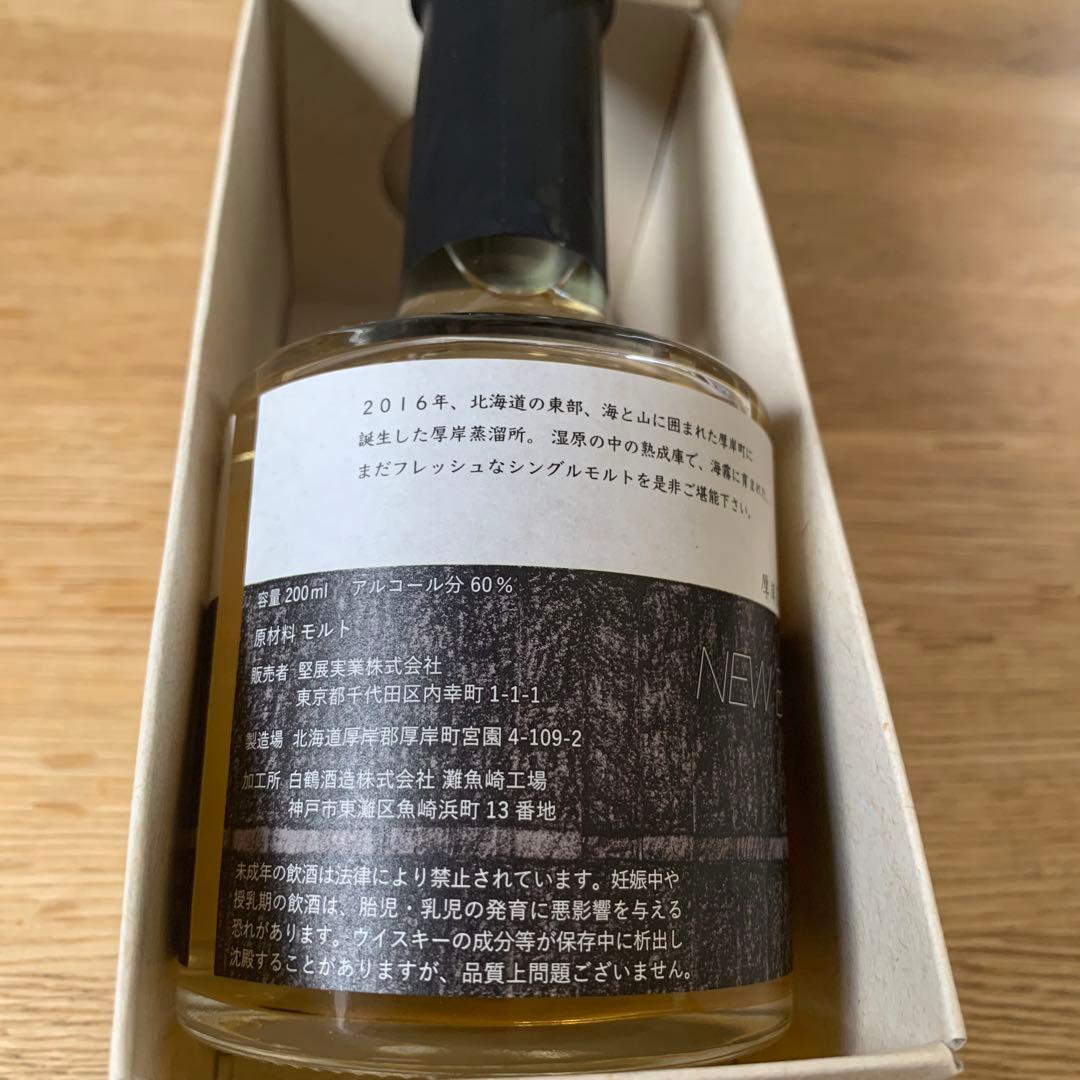 2016年、北海道の東部、海と山に囲まれた厚岸町に
誕生した厚岸蒸溜所。湿原の中の熟成庫で、海霧に育まれた、
まだフレッシュなシングルモルトを是非ご堪能下さい。
容量 200ml アルコール分 60%
原材料 モルト
販売者 堅展実業株式会社
東京都千代田区内幸町 1-1-1
製造場 北海道厚岸郡厚岸町宮園 4-109-2
加工所 白鶴酒造株式会社 灘魚崎工場
神戸市東灘区魚崎浜町 13 番地
未成年の飲酒は法律により禁止されています。妊娠中や
授乳期の飲酒は、胎児・乳児の発育に悪影響を与える
恐れがあります。ウイスキーの成分等が保存中に析出し
沈殿することがありますが、品質上問題ございません。
厚
NEW